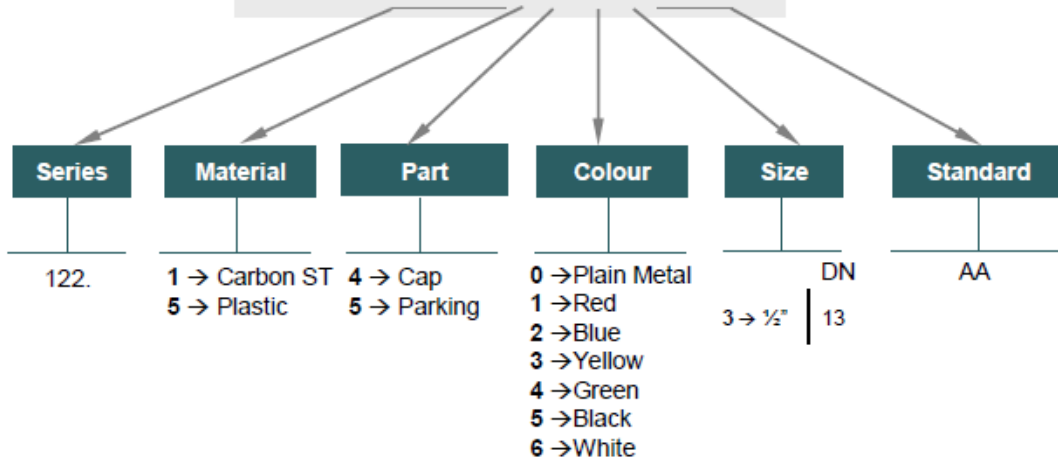 Series
Material
Part
Colour
Size
Standard
122.
1 → Carbon ST
5 → Plastic
4 → Cap
5 → Parking
0 →Plain Metal
1 →Red
2 →Blue
3 →Yellow
4 →Green
5 →Black
6 →White
DN
3 → ½” 13
AA